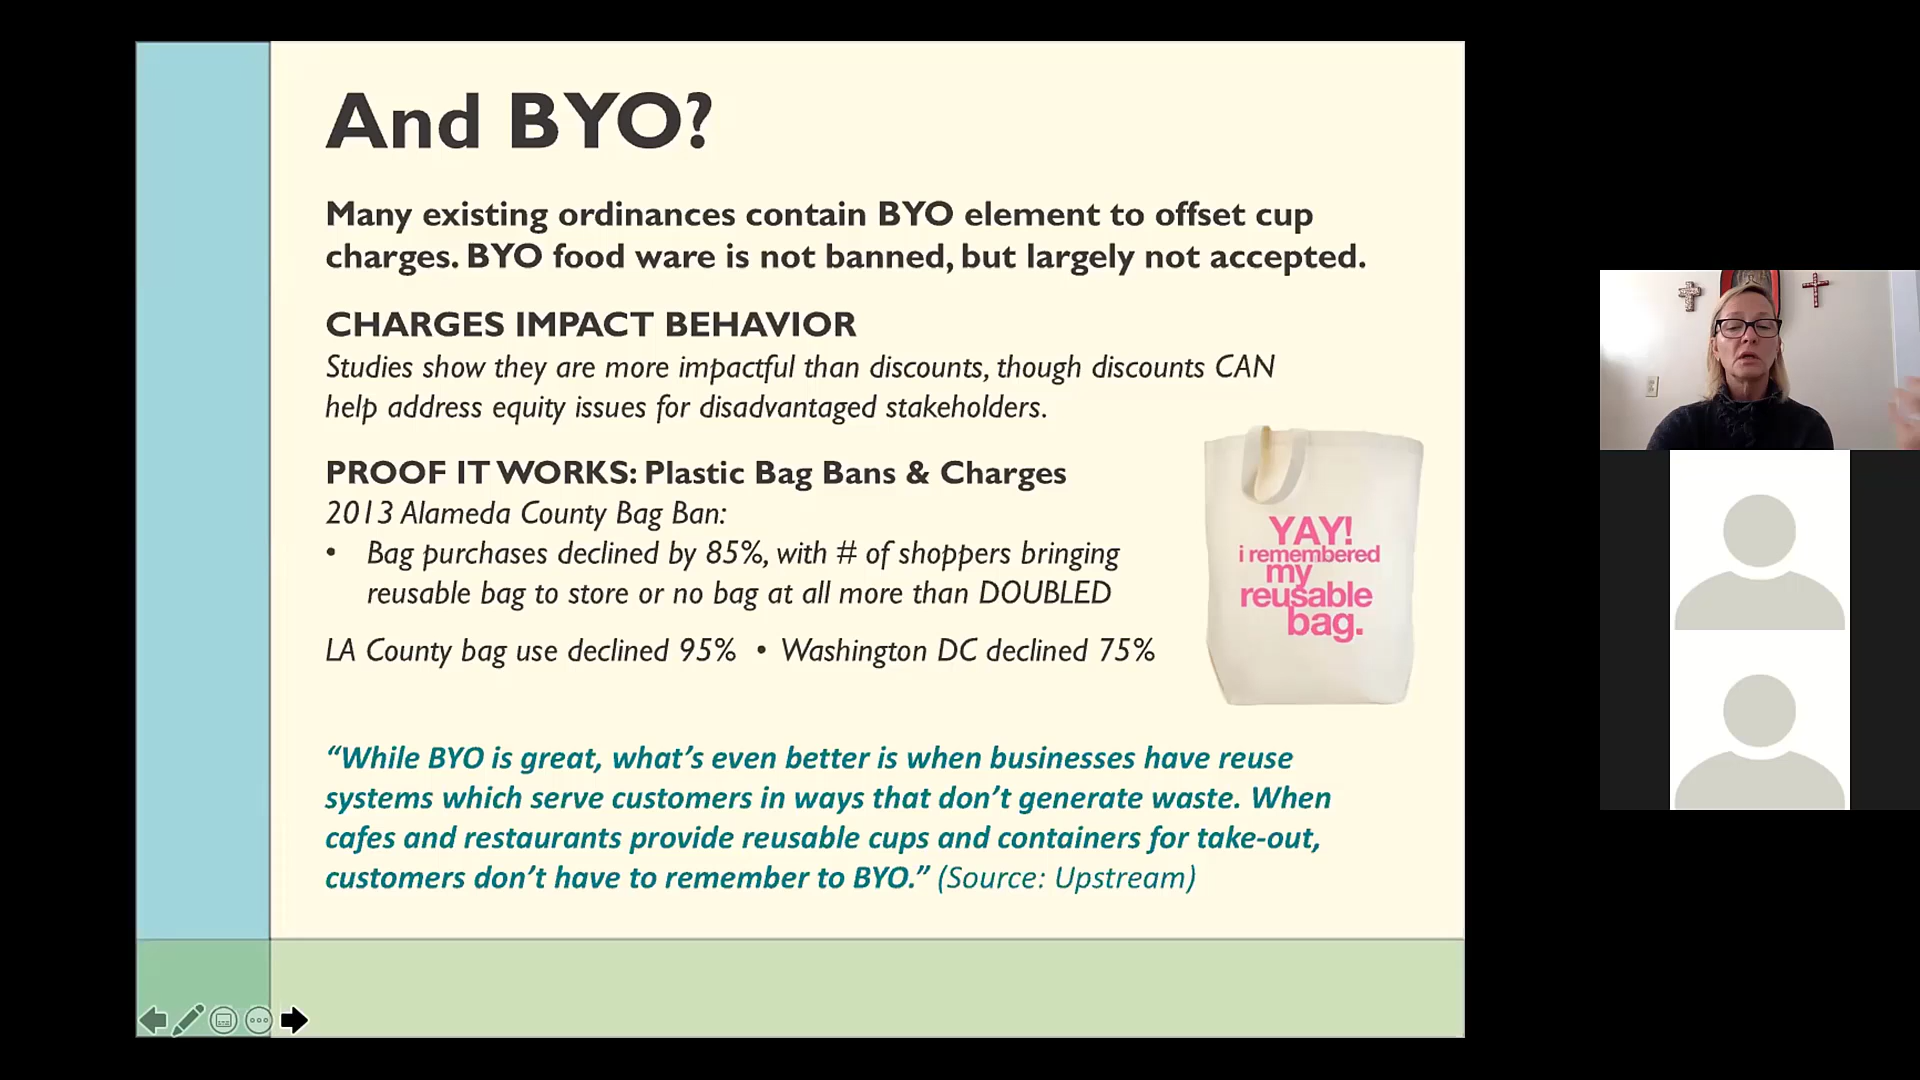 And BYO?
Many existing ordinances contain BYO element to offset cup
charges. BYO food ware is not banned, but largely not accepted.
CHARGES IMPACT BEHAVIOR
Studies show they are more impactful than discounts, though discounts CAN
help address equity issues for disadvantaged stakeholders.
PROOF IT WORKS: Plastic Bag Bans & Charges
2013 Alameda County Bag Ban:
• Bag purchases declined by 85%, with # of shoppers bringing
reusable bag to store or no bag at all more than DOUBLED
LA County bag use declined 95% • Washington DC declined 75%
YAY!
i remembered
my
reusable
bag.
“While BYO is great, what’s even better is when businesses have reuse
systems which serve customers in ways that don’t generate waste. When
cafes and restaurants provide reusable cups and containers for take-out,
customers don’t have to remember to BYO.” (Source: Upstream)